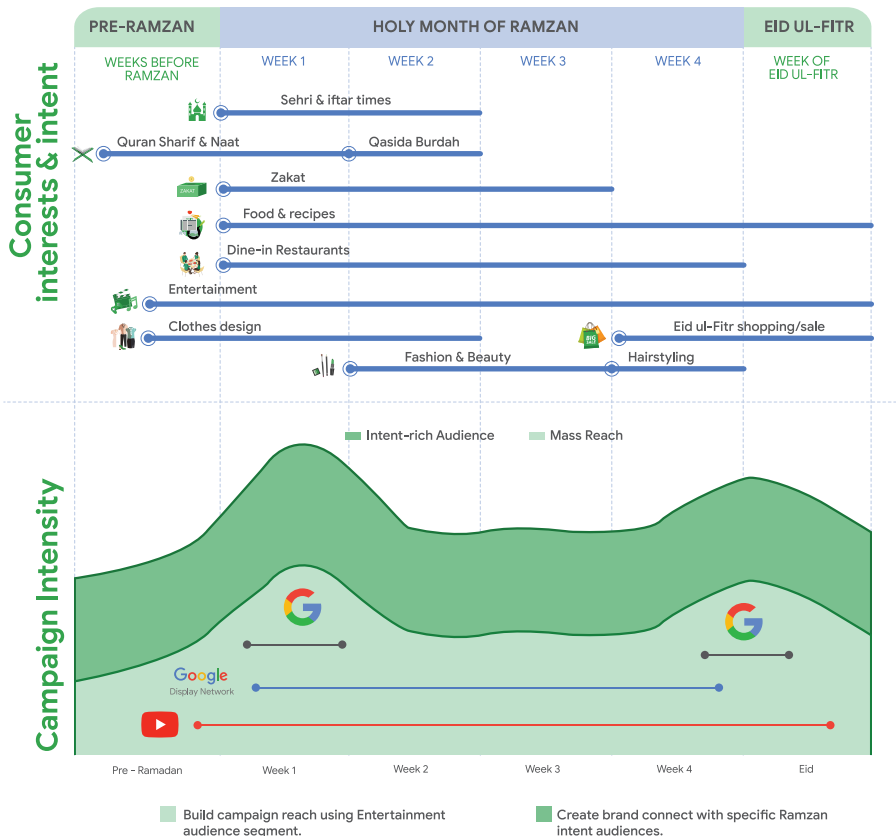 PRE-RAMZAN
HOLY MONTH OF RAMZAN
EID UL-FITR
WEEKS BEFORE
RAMZAN
WEEK 1
WEEK 2
WEEK 3
WEEK 4
WEEK OF
EID UL-FITR
Consumer
interests & intent
Sehri & iftar times
Quran Sharif & Naat
Qasida Burdah
Zakat
ZAKAT
Food & recipes
Dine-in Restaurants
Entertainment
Clothes design
BIG
SALE
Eid ul-Fitr shopping/sale
Fashion & Beauty
Hairstyling
Campaign Intensity
Intent-rich Audience
Mass Reach
G
G
Google
Display Network
Pre - Ramadan
Week 1
Week 2
Week 3
Week 4
Eid
Build campaign reach using Entertainment
audience segment.
Create brand connect with specific Ramzan
intent audiences.